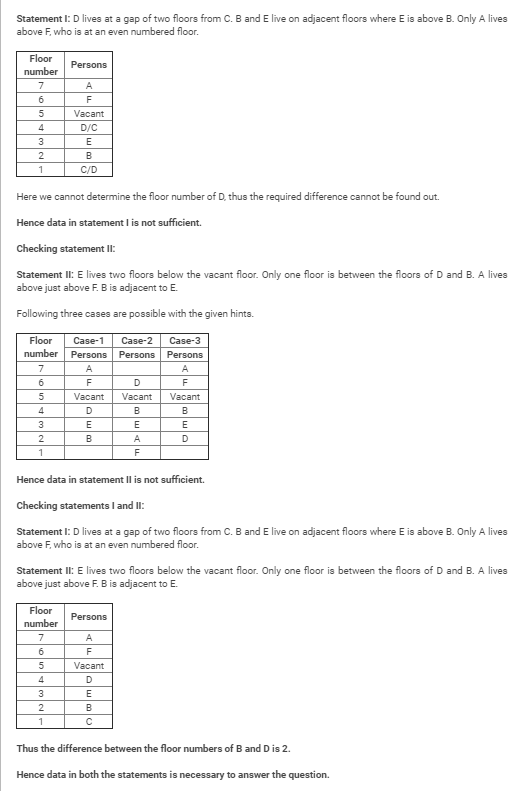 Statement I: D lives at a gap of two floors from C. B and E live on adjacent floors where E is above B. Only A lives
above F, who is at an even numbered floor.
Floor number Persons
7 A
6 F
5 Vacant
4 D/C
3 E
2 B
1 C/D
Here we cannot determine the floor number of D, thus the required difference cannot be found out.
Hence data in statement I is not sufficient.
Checking statement II:
Statement II: E lives two floors below the vacant floor. Only one floor is between the floors of D and B. A lives
above just above F. B is adjacent to E.
Following three cases are possible with the given hints.
Floor Case-1 Case-2 Case-3
number Persons Persons Persons
7 A A
6 F D F
5 Vacant Vacant Vacant
4 D B B
3 E E E
2 B A D
1 F
Hence data in statement II is not sufficient.
Checking statements I and II:
Statement I: D lives at a gap of two floors from C. B and E live on adjacent floors where E is above B. Only A lives
above F, who is at an even numbered floor.
Statement II: E lives two floors below the vacant floor. Only one floor is between the floors of D and B. A lives
above just above F. B is adjacent to E.
Floor number Persons
7 A
6 F
5 Vacant
4 D
3 E
2 B
1 C
Thus the difference between the floor numbers of B and D is 2.
Hence data in both the statements is necessary to answer the question.